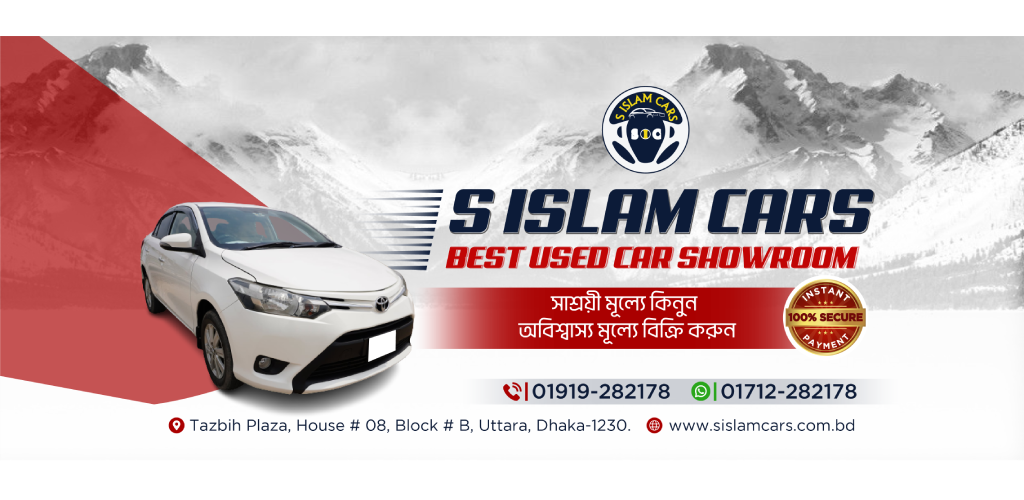 S ISLAM CARS
SIC
S ISLAM CARS
BEST USED CAR SHOWROOM
সাশ্রয়ী মূল্যে কিনুন
অবিশ্বাস্য মূল্যে বিক্রি করুন
INSTANT
100% SECURE
PAYMENT
01919-282178 01712-282178
Tazbih Plaza, House # 08, Block # B, Uttara, Dhaka-1230. www.sislamcars.com.bd